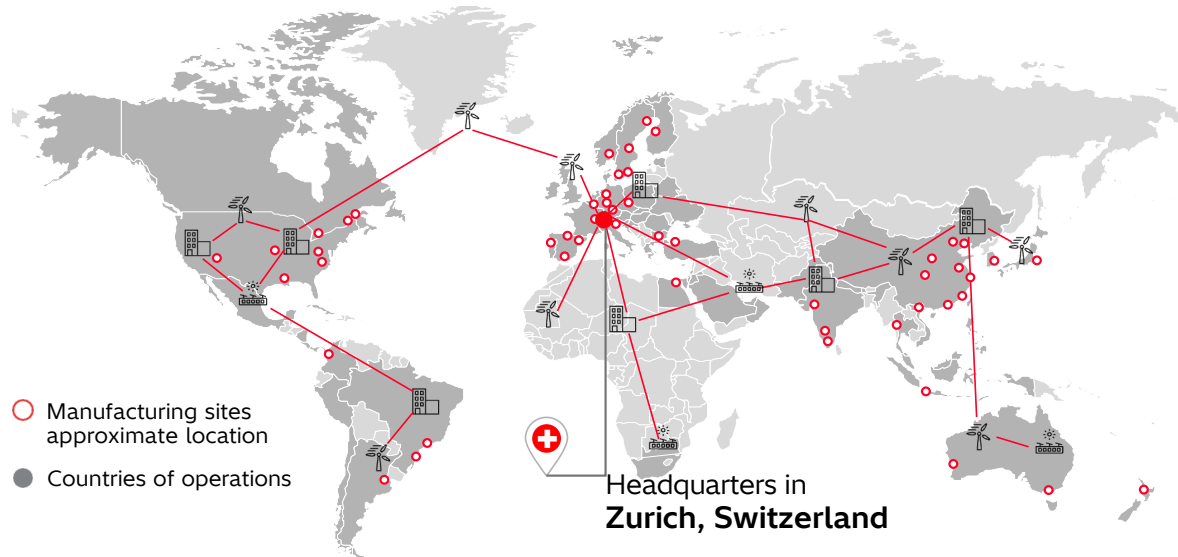 Manufacturing sites
approximate location
Countries of operations
Headquarters in
Zurich, Switzerland